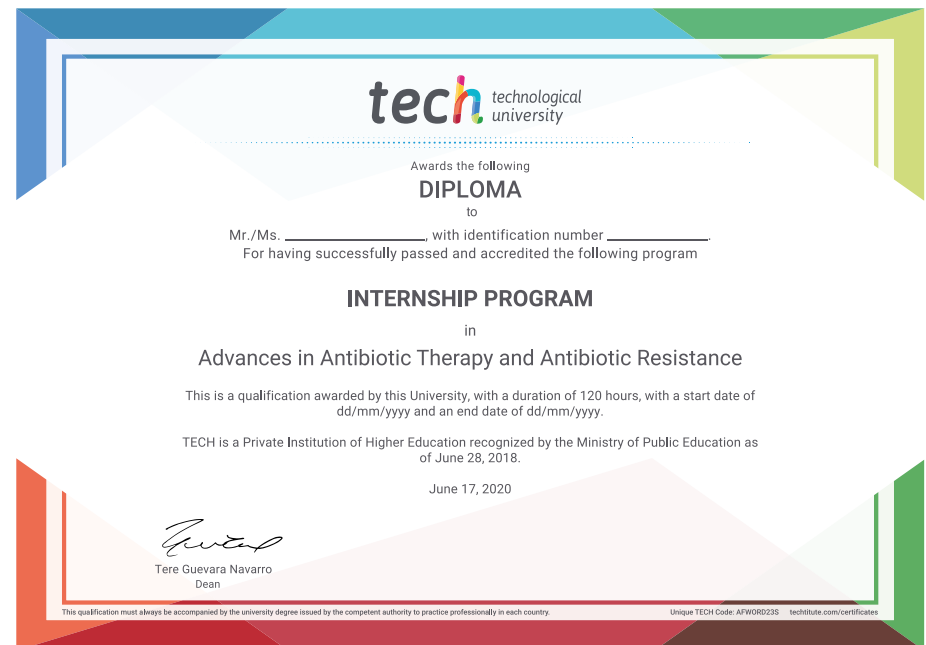 tech technological
university
Awards the following
DIPLOMA
to
Mr./Ms. ____________________, with identification number ______________.
For having successfully passed and accredited the following program
INTERNSHIP PROGRAM
in
Advances in Antibiotic Therapy and Antibiotic Resistance
This is a qualification awarded by this University, with a duration of 120 hours, with a start date of
dd/mm/yyyy and an end date of dd/mm/yyyy.
TECH is a Private Institution of Higher Education recognized by the Ministry of Public Education as
of June 28, 2018.
June 17, 2020
Tere Guevara Navarro
Dean
This qualification must always be accompanied by the university degree issued by the competent authority to practice professionally in each country.
Unique TECH Code: AFWORD23S techtitute.com/certificates